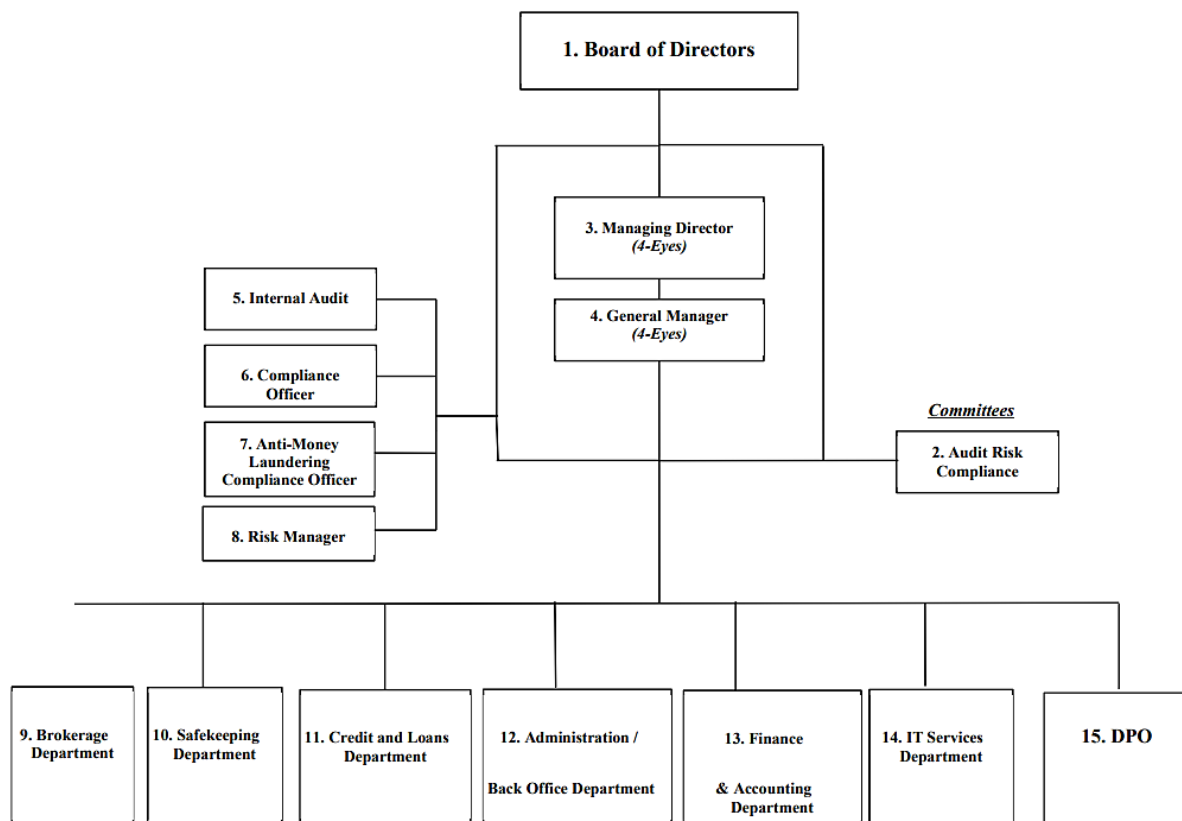 1. Board of Directors
3. Managing Director
(4-Eyes)
4. General Manager
(4-Eyes)
5. Internal Audit
6. Compliance
Officer
7. Anti-Money
Laundering
Compliance Officer
8. Risk Manager
Committees
2. Audit Risk
Compliance
9. Brokerage
Department
10. Safekeeping
Department
11. Credit and Loans
Department
12. Administration /
Back Office Department
13. Finance
& Accounting
Department
14. IT Services
Department
15. DPO